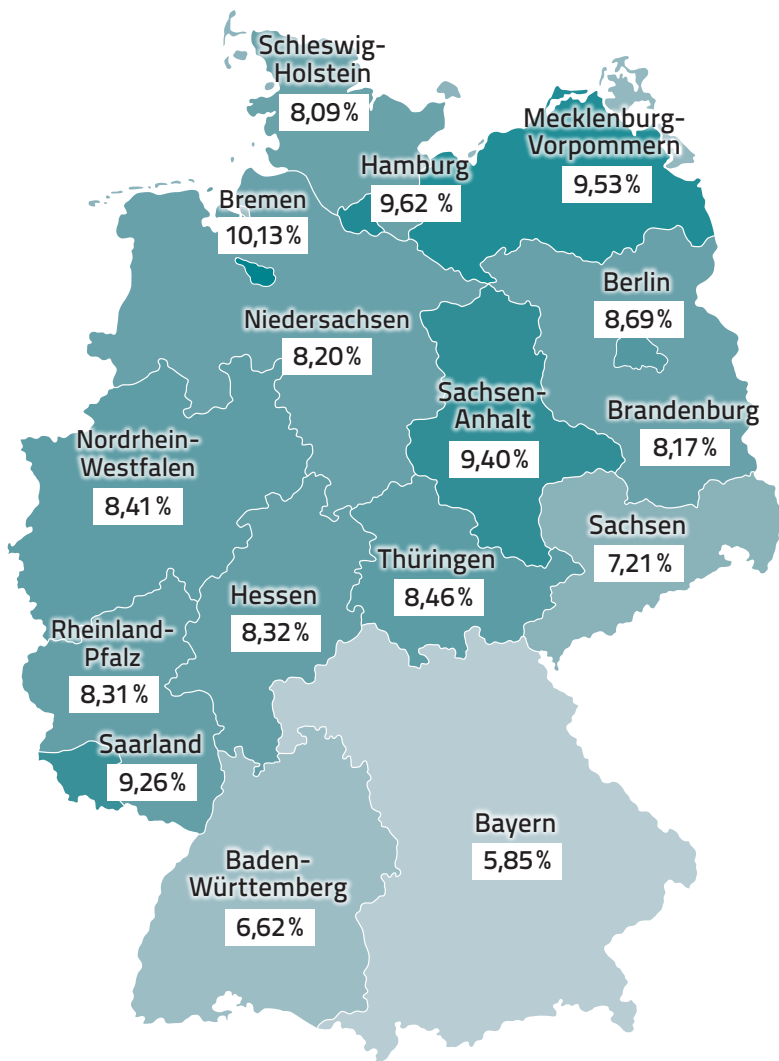 Schleswig-
Holstein
8,09%
Mecklenburg-
Vorpommern
9,53%
Hamburg
9,62 %
Bremen
10,13%
Berlin
8,69%
Niedersachsen
8,20%
Sachsen-
Anhalt
9,40%
Brandenburg
8,17%
Nordrhein-
Westfalen
8,41%
Sachsen
7,21%
Thüringen
8,46%
Hessen
8,32%
Rheinland-
Pfalz
8,31%
Saarland
9,26%
Bayern
5,85%
Baden-
Württemberg
6,62%